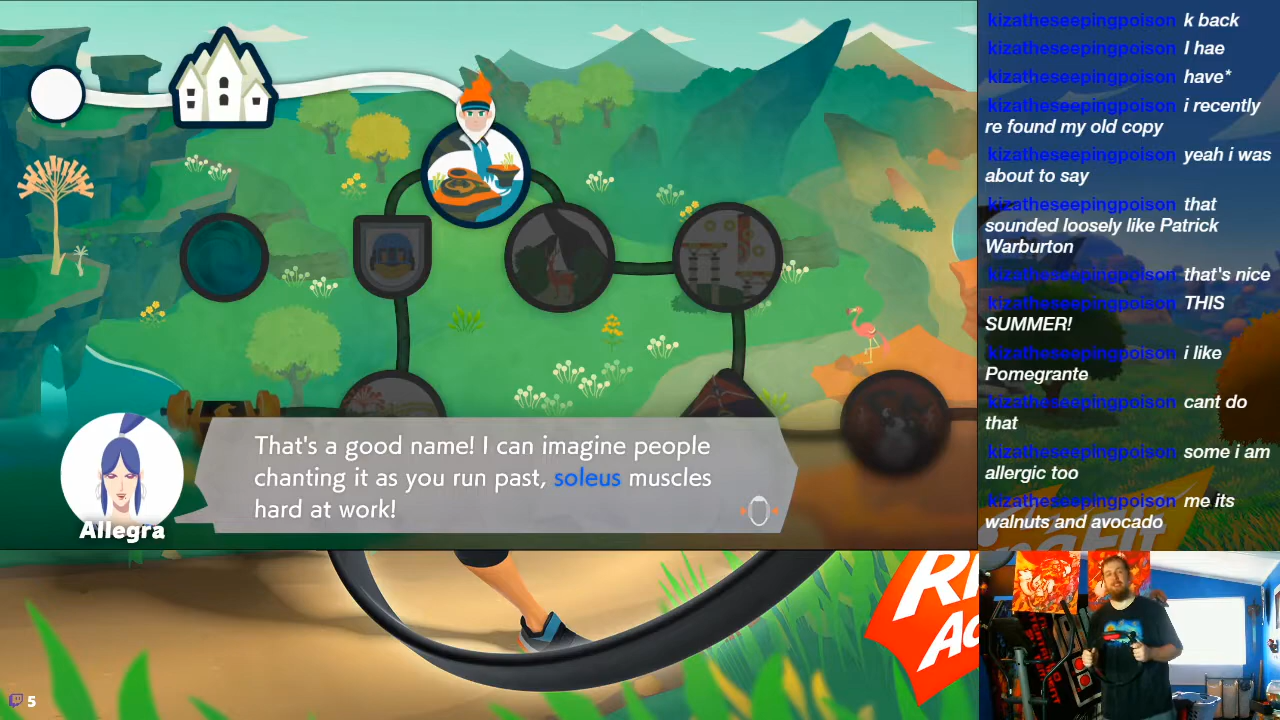 kizatheseepingpoison k back
kizatheseepingpoison I hae
kizatheseepingpoison have*
kizatheseepingpoison i recently
re found my old copy
kizatheseepingpoison yeah i was
about to say
kizatheseepingpoison that
sounded loosely like Patrick
Warburton
kizatheseepingpoison that's nice
kizatheseepingpoison THIS
SUMMER!
kizatheseepingpoison i like
Pomegrante
kizatheseepingpoison cant do
that
kizatheseepingpoison some i am
allergic too
kizatheseepingpoison me its
walnuts and avocado
That's a good name! I can imagine people
chanting it as you run past, soleus muscles
hard at work!
Allegra
5